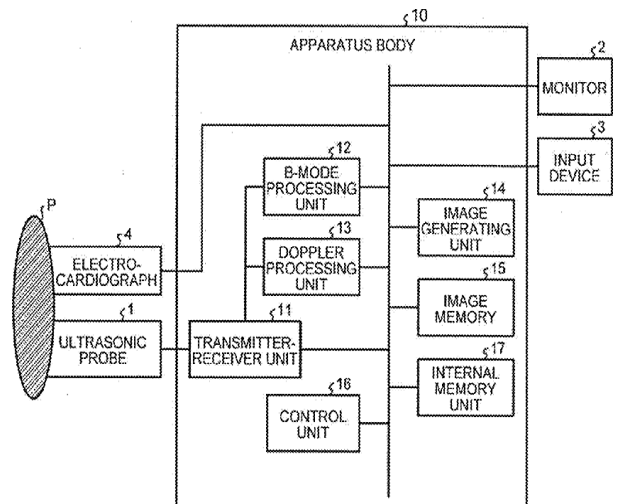 10
APPARATUS BODY
2
MONITOR
3
INPUT
DEVICE
12
B-MODE
PROCESSING
UNIT
14
IMAGE
GENERATING
UNIT
P
4
ELECTRO-
CARDIOGRAPH
13
DOPPLER
PROCESSING
UNIT
15
IMAGE
MEMORY
1
ULTRASONIC
PROBE
11
TRANSMITTER-
RECEIVER UNIT
17
INTERNAL
MEMORY
UNIT
16
CONTROL
UNIT